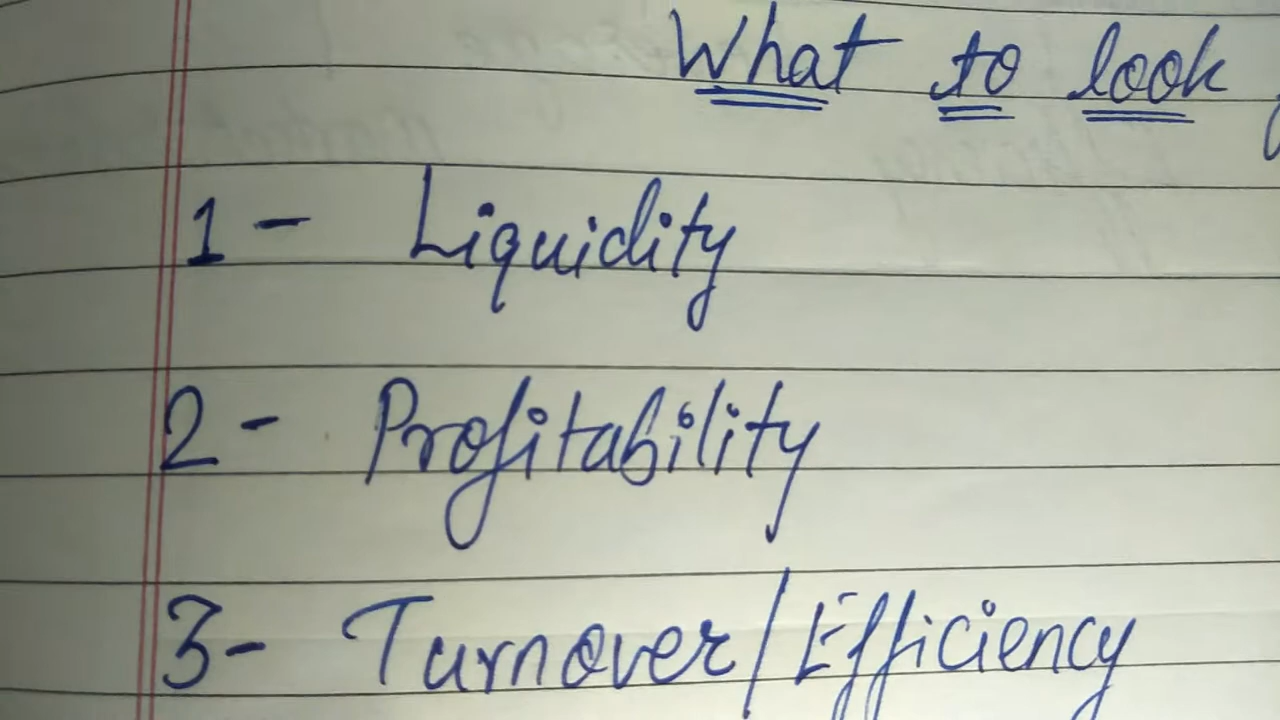 What to look
1 - Liquidity
2 - Profitability
3 - Turnover/Efficiency